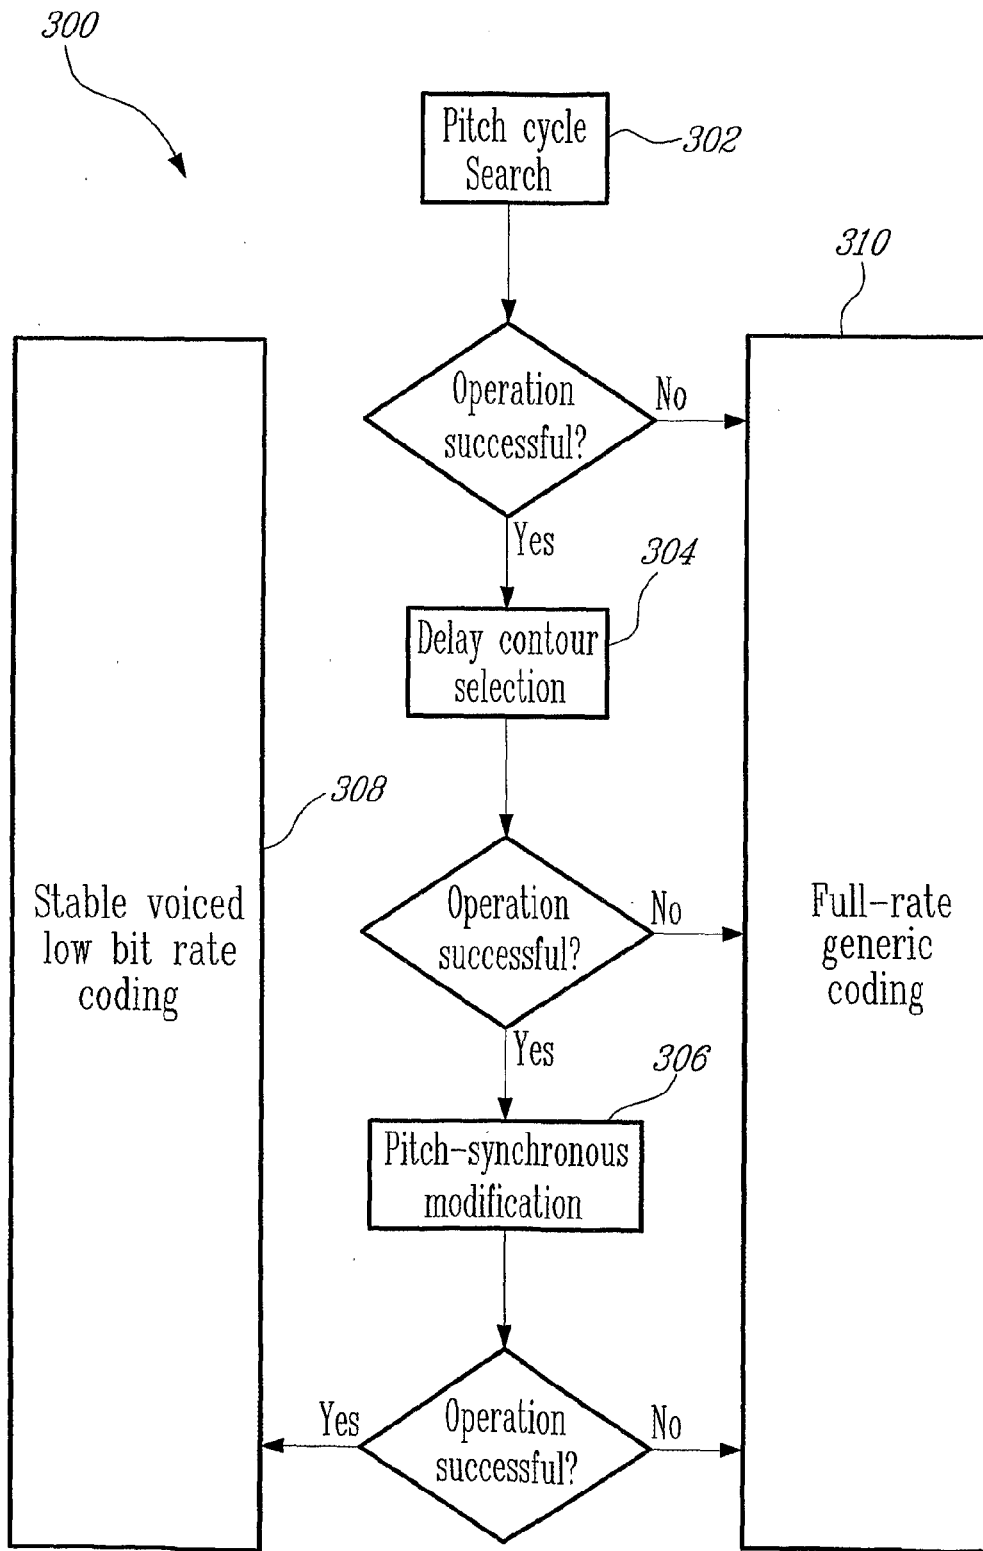 300
Pitch cycle
Search
302
310
Operation
successful?
No
Yes
304
Delay contour
selection
308
Stable voiced
low bit rate
coding
Operation
successful?
No
Full-rate
generic
coding
Yes
306
Pitch-synchronous
modification
Yes
Operation
successful?
No